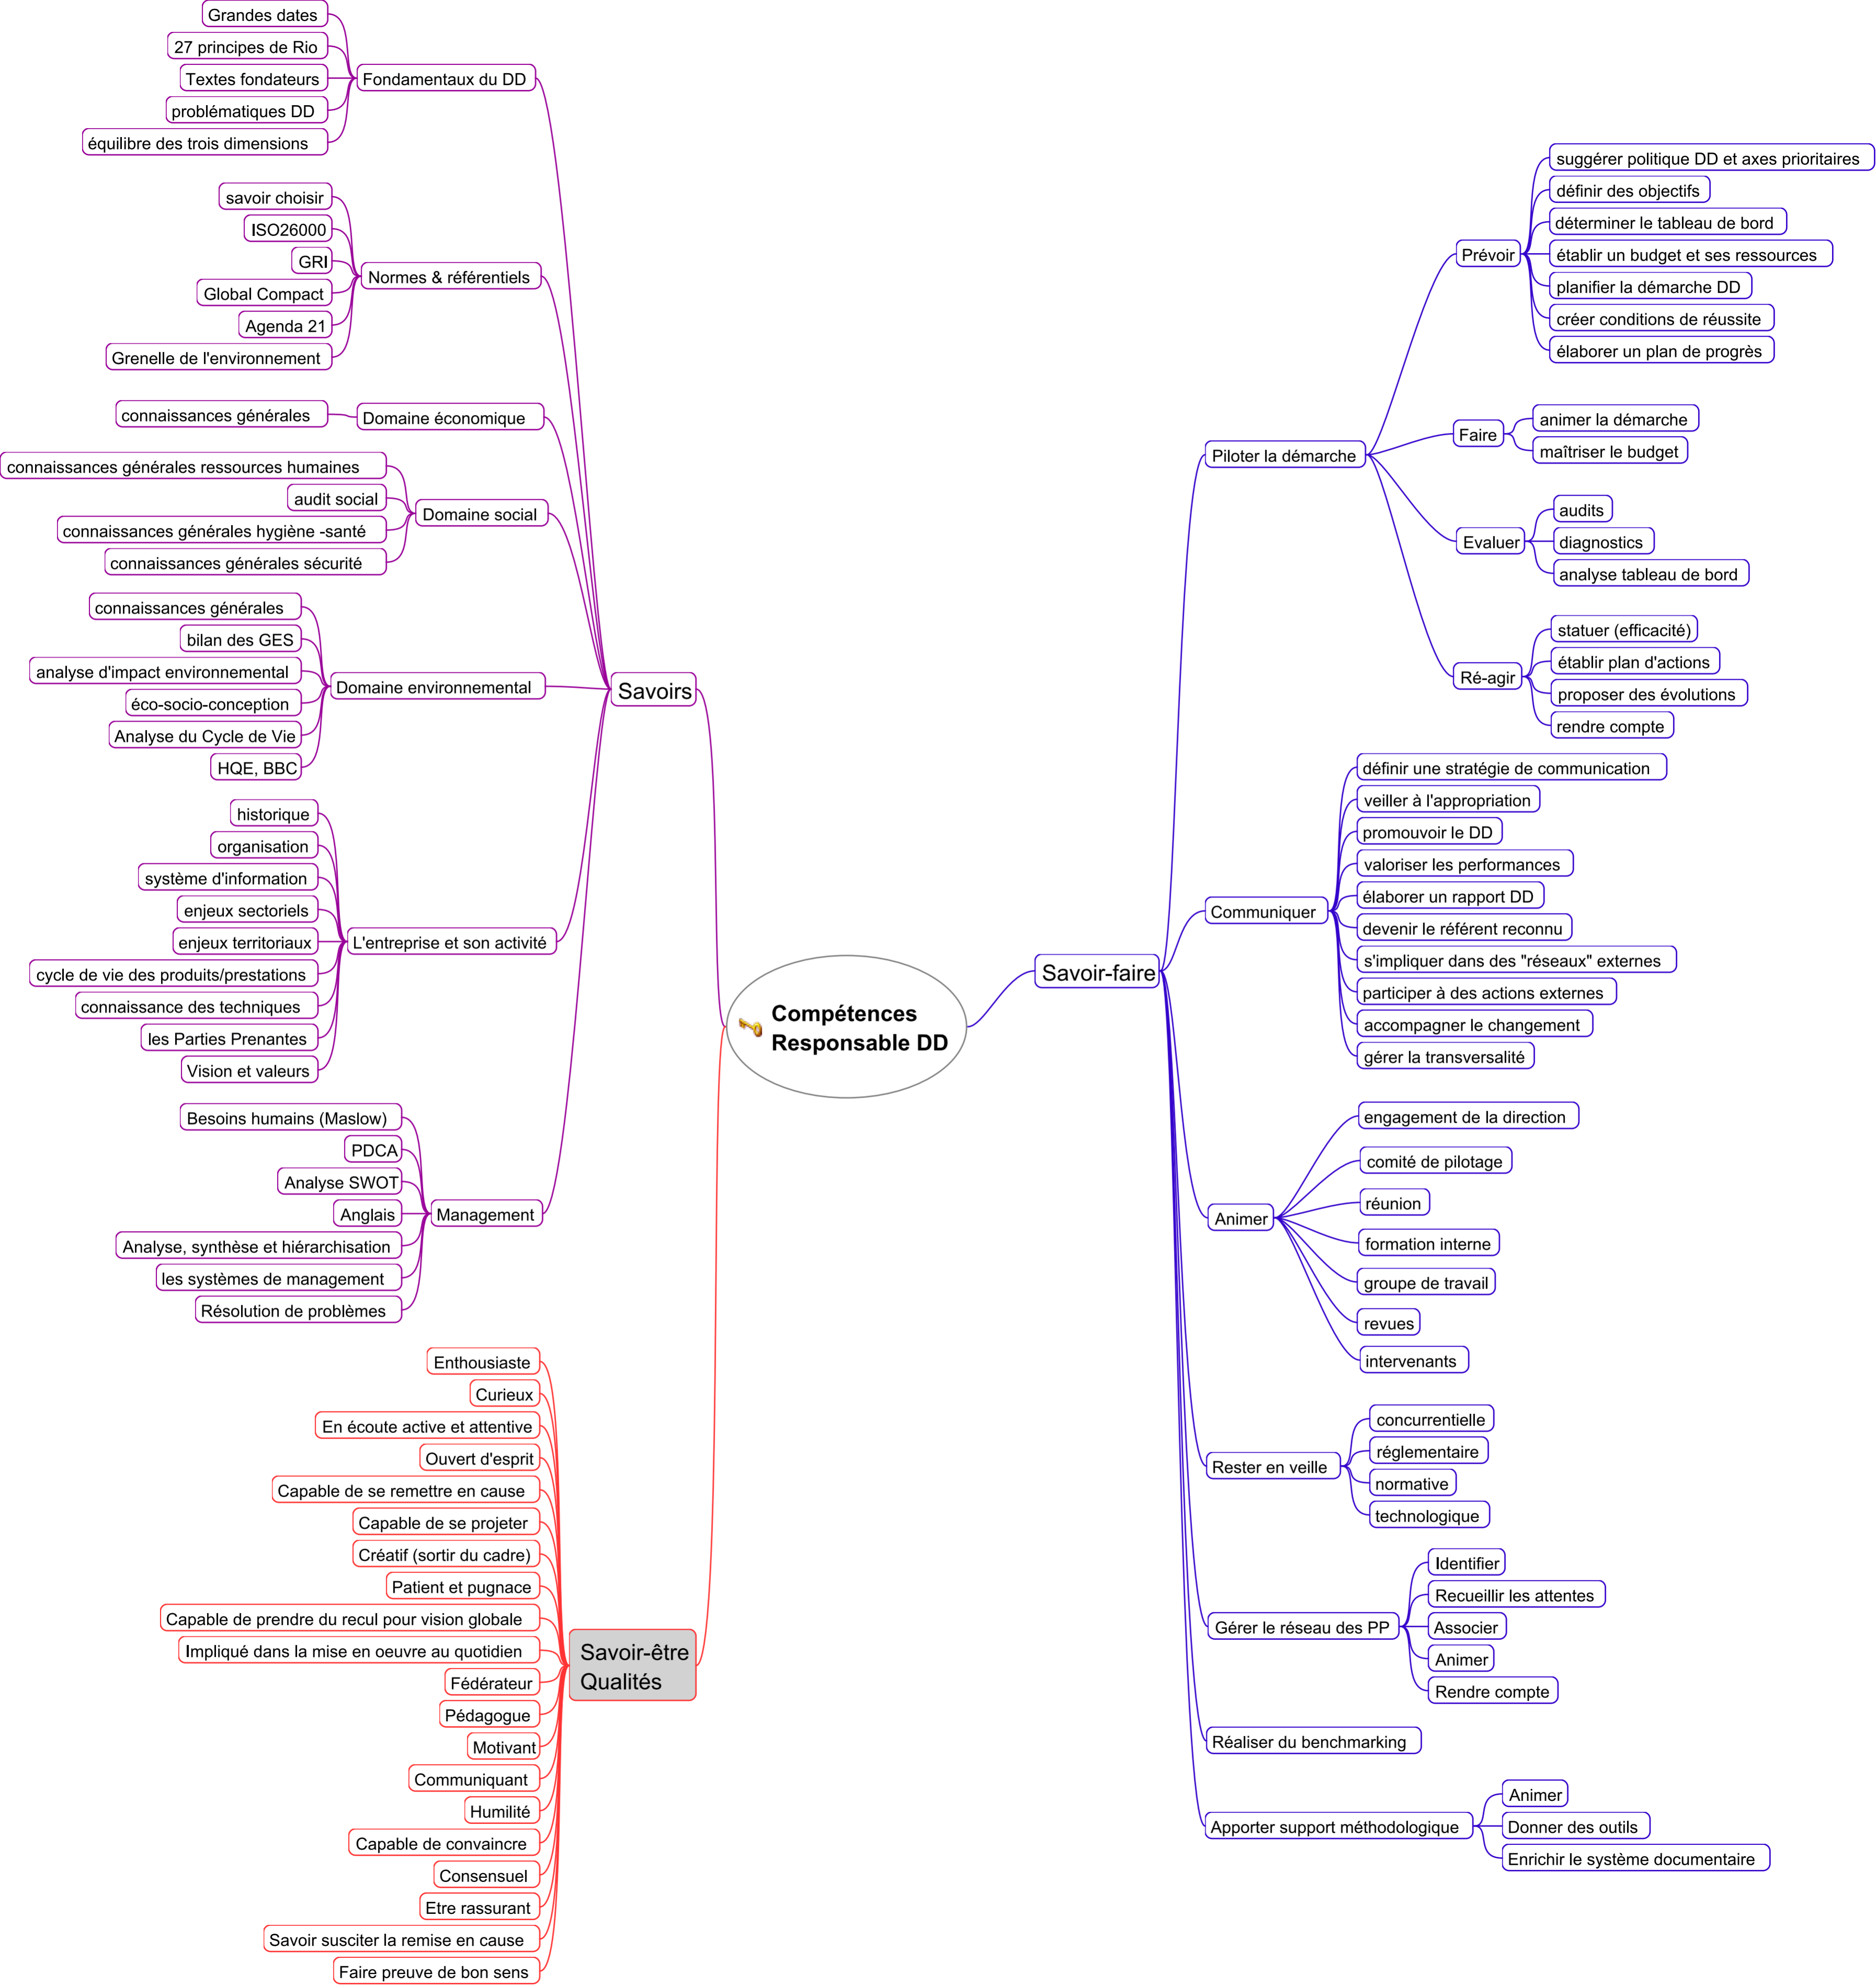 Compétences
Responsable DD
Savoirs
Fondamentaux du DD
Grandes dates
27 principes de Rio
Textes fondateurs
problématiques DD
équilibre des trois dimensions
Normes & référentiels
savoir choisir
ISO26000
GRI
Global Compact
Agenda 21
Grenelle de l'environnement
Domaine économique
connaissances générales
Domaine social
connaissances générales ressources humaines
audit social
connaissances générales hygiène -santé
connaissances générales sécurité
Domaine environnemental
connaissances générales
bilan des GES
analyse d'impact environnemental
éco-socio-conception
Analyse du Cycle de Vie
HQE, BBC
L'entreprise et son activité
historique
organisation
système d'information
enjeux sectoriels
enjeux territoriaux
cycle de vie des produits/prestations
connaissance des techniques
les Parties Prenantes
Vision et valeurs
Management
Besoins humains (Maslow)
PDCA
Analyse SWOT
Anglais
Analyse, synthèse et hiérarchisation
les systèmes de management
Résolution de problèmes
Savoir-être
Qualités
Enthousiaste
Curieux
En écoute active et attentive
Ouvert d'esprit
Capable de se remettre en cause
Capable de se projeter
Créatif (sortir du cadre)
Patient et pugnace
Capable de prendre du recul pour vision globale
Impliqué dans la mise en oeuvre au quotidien
Fédérateur
Pédagogue
Motivant
Communiquant
Humilité
Capable de convaincre
Consensuel
Etre rassurant
Savoir susciter la remise en cause
Faire preuve de bon sens
Savoir-faire
Piloter la démarche
Prévoir
suggérer politique DD et axes prioritaires
définir des objectifs
déterminer le tableau de bord
établir un budget et ses ressources
planifier la démarche DD
créer conditions de réussite
élaborer un plan de progrès
Faire
animer la démarche
maîtriser le budget
Evaluer
audits
diagnostics
analyse tableau de bord
Ré-agir
statuer (efficacité)
établir plan d'actions
proposer des évolutions
rendre compte
Communiquer
définir une stratégie de communication
veiller à l'appropriation
promouvoir le DD
valoriser les performances
élaborer un rapport DD
devenir le référent reconnu
s'impliquer dans des "réseaux" externes
participer à des actions externes
accompagner le changement
gérer la transversalité
Animer
engagement de la direction
comité de pilotage
réunion
formation interne
groupe de travail
revues
intervenants
Rester en veille
concurrentielle
réglementaire
normative
technologique
Gérer le réseau des PP
Identifier
Recueillir les attentes
Associer
Animer
Rendre compte
Réaliser du benchmarking
Apporter support méthodologique
Animer
Donner des outils
Enrichir le système documentaire